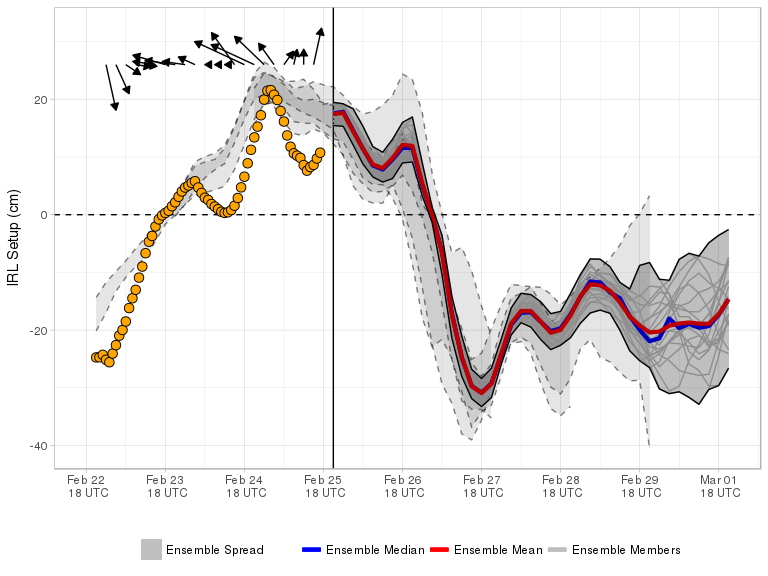 IRL Setup (cm)
20
0
-20
-40
Feb 22 Feb 23 Feb 24 Feb 25 Feb 26 Feb 27 Feb 28 Feb 29 Mar 01
18 UTC 18 UTC 18 UTC 18 UTC 18 UTC 18 UTC 18 UTC 18 UTC 18 UTC
Ensemble Spread Ensemble Median Ensemble Mean Ensemble Members